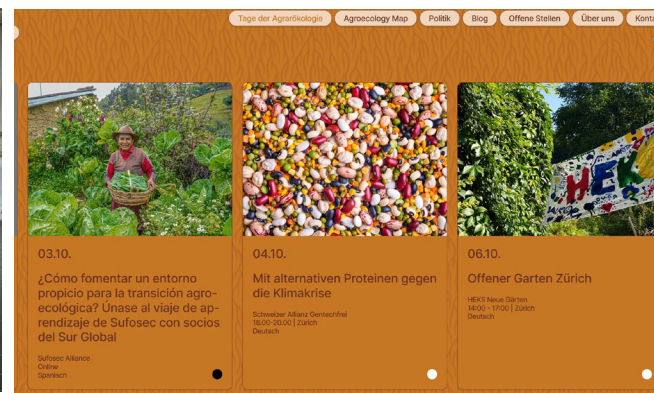 Tage der Agrarökologie
Agroecology Map
Politik
Blog
Offene Stellen
Über uns
03.10.
¿Cómo fomentar un entorno
propicio para la transición agro-
ecológica? Únase al viaje de ap-
rendizaje de Sufosec con socios
del Sur Global
Sufosec Alliance
Online
Spanisch
04.10.
Mit alternativen Proteinen gegen
die Klimakrise
Schweizer Allianz Gentechfrei
18.00-20.00 | Zürich
Deutsch
HEK
06.10.
Offener Garten Zürich
HEKS Neue Gärten
14:00 - 17:00 | Zürich
Deutsch